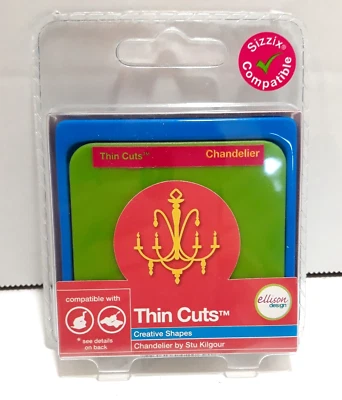 Sizzix®
Compatible
Thin Cuts™ Chandelier
compatible with
* see details
on back
Thin Cuts™
Creative Shapes
Chandelier by Stu Kilgour
ellison
design